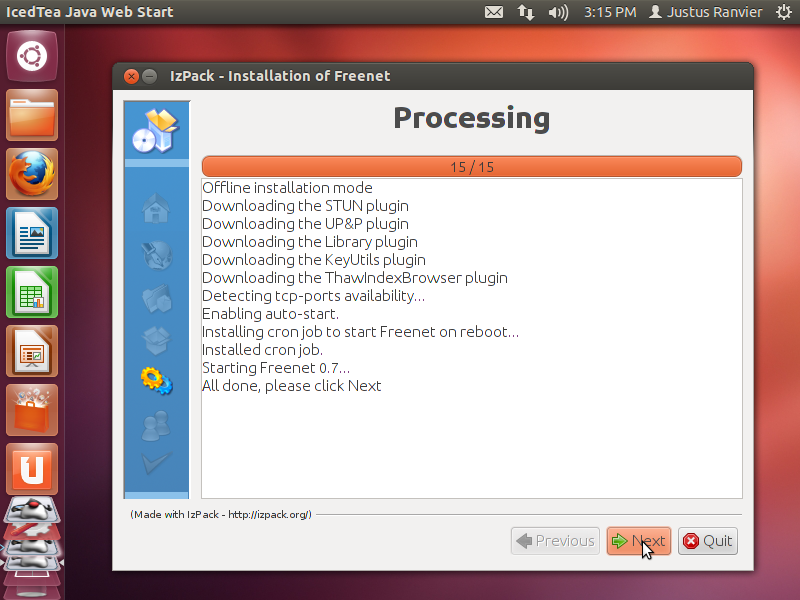 IcedTea Java Web Start
3:15 PM
Justus Ranvier
IzPack - Installation of Freenet
Processing
15 / 15
Offline installation mode
Downloading the STUN plugin
Downloading the UP&P plugin
Downloading the Library plugin
Downloading the KeyUtils plugin
Downloading the ThawIndexBrowser plugin
Detecting tcp-ports availability...
Enabling auto-start.
Installing cron job to start Freenet on reboot...
Installed cron job.
Starting Freenet 0.7...
All done, please click Next
(Made with IzPack - http://izpack.org/)
Previous
Next
Quit